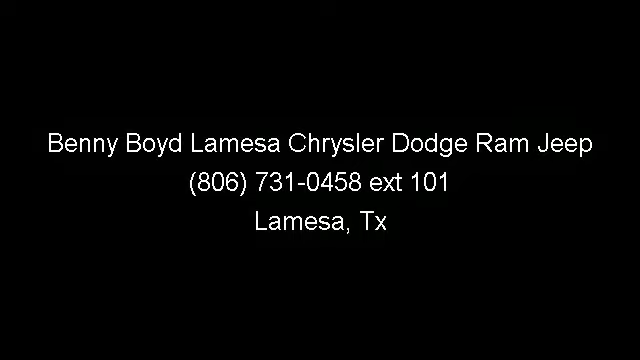 Benny Boyd Lamesa Chrysler Dodge Ram Jeep
(806) 731-0458 ext 101
Lamesa, Tx